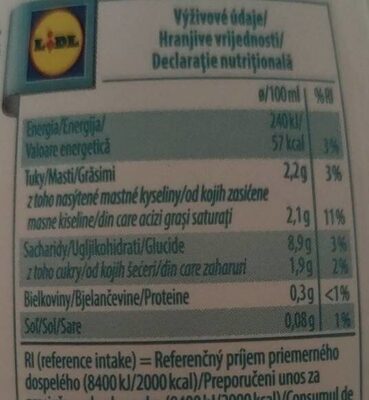 LIDL
Výživové údaje/
Hranjive vrijednosti/
Declarație nutrițională
ø/100 ml %RI
Energia/Energija/ 240 kJ/
Valoare energetică 57 kcal 3%
Tuky/Masti/Grăsimi 2,2g 3%
z toho nasýtené mastné kyseliny/od kojih zasićene
masne kiseline/din care acizi grași saturați 2,1g 11%
Sacharidy/Ugljikohidrati/Glucide 8,9g 3%
z toho cukry/od kojih šećeri/din care zaharuri 1,9g 2%
Bielkoviny/Bjelančevine/Proteine 0,3g <1%
Soľ/Sol/Sare 0,08g 1%
RI (reference intake) = Referenčný príjem priemerného
dospelého (8400 kJ/2000 kcal)/Preporučeni unos za
(8400 kJ/2000 kcal)/Consumul de